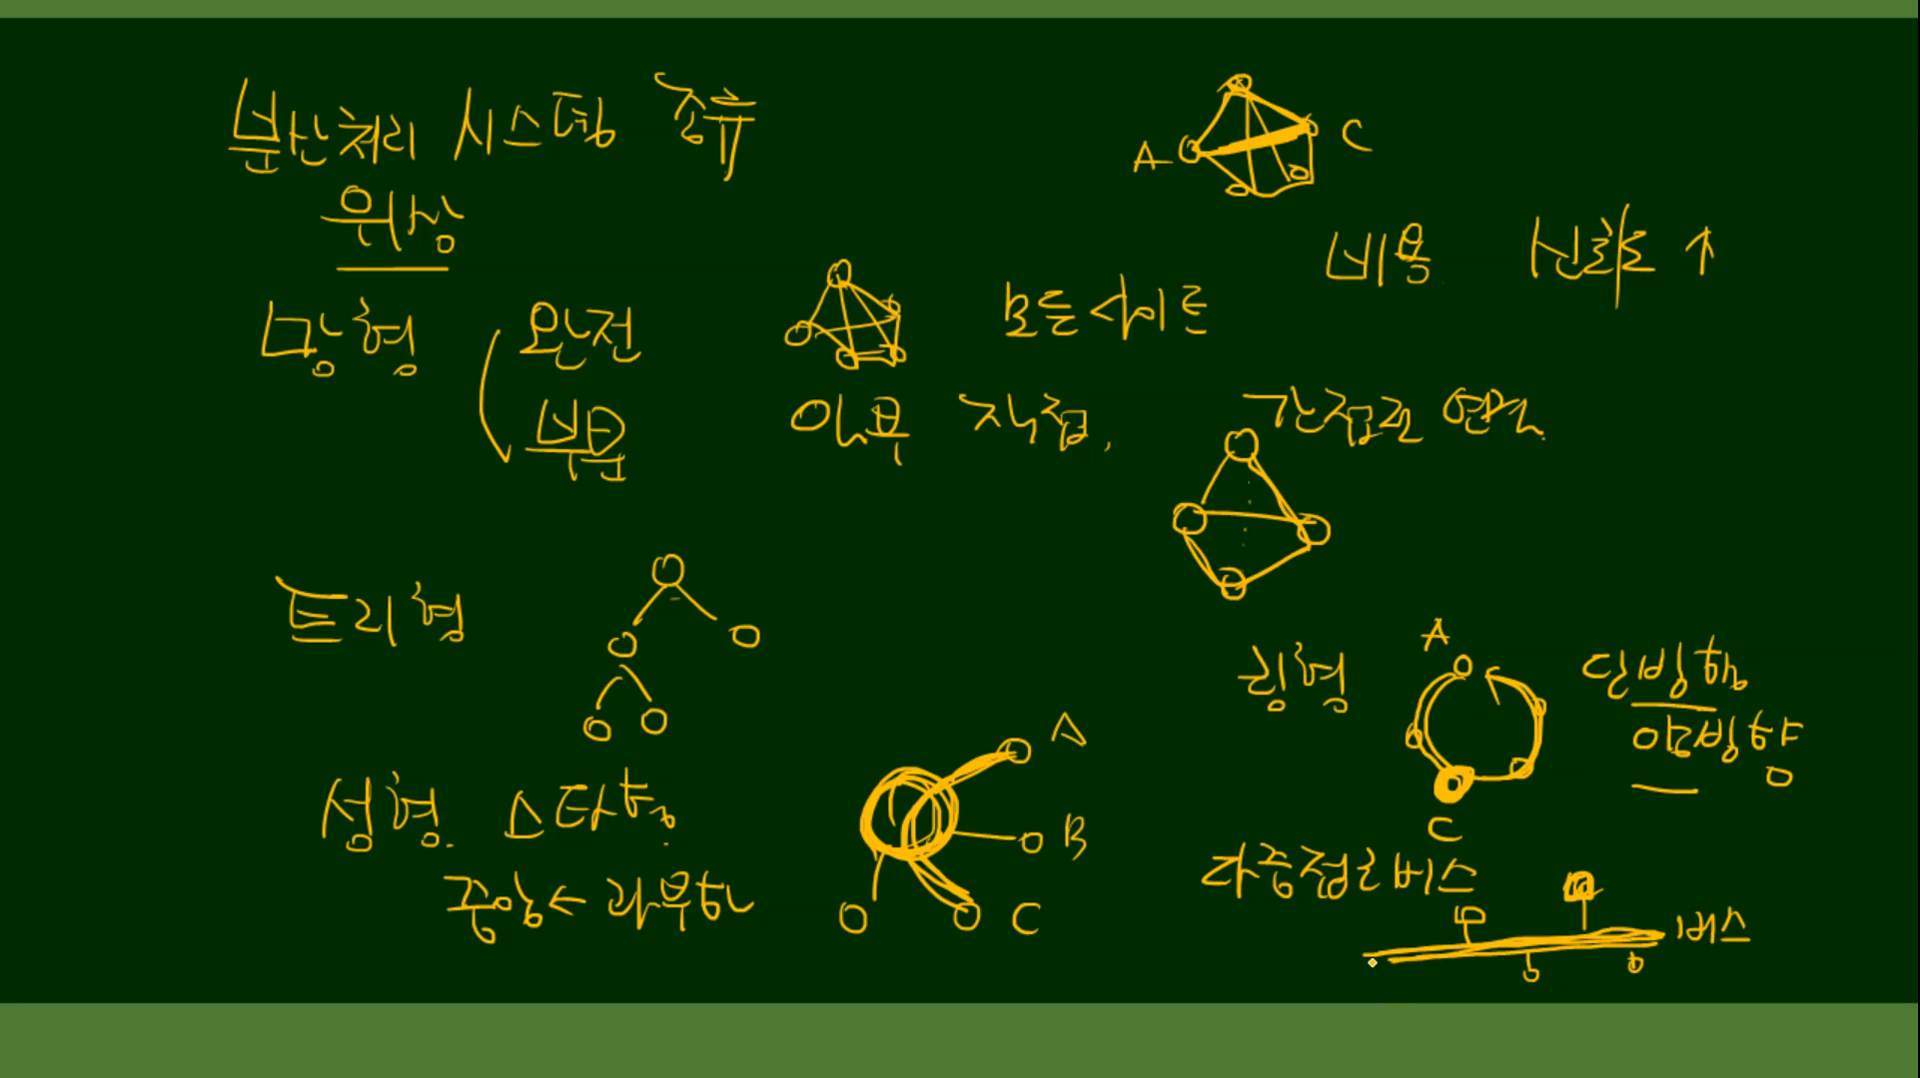 분산처리 시스템 종류
위상
A C
비용 신뢰도 ↑
망형 완전 모든 사이트
부분 일부 직접, 간접로 연결
트리형
링형 A C 단방향
양방향
성형. 스타형.
중앙 ← 과부하
A
B
C
다중접근버스
버스